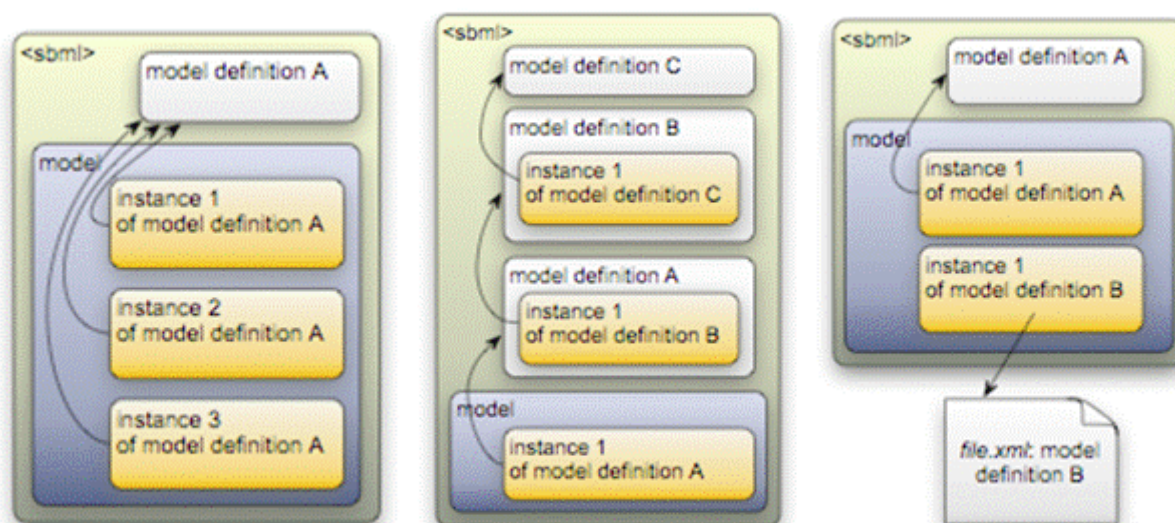 <sbml>
model definition A
model
instance 1
of model definition A
instance 2
of model definition A
instance 3
of model definition A
<sbml>
model definition C
model definition B
instance 1
of model definition C
model definition A
instance 1
of model definition B
model
instance 1
of model definition A
<sbml>
model definition A
model
instance 1
of model definition A
instance 1
of model definition B
file.xml: model
definition B